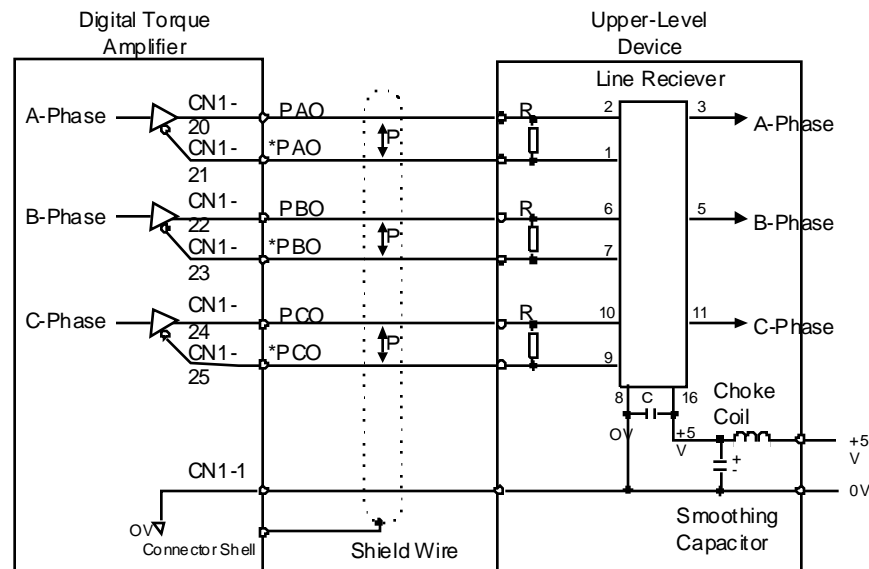 Digital Torque
Amplifier
Upper-Level
Device
Line Reciever
A-Phase
CN1-
20
PAO
P
CN1-
21
*PAO
R
2
1
3
A-Phase
B-Phase
CN1-
22
PBO
P
CN1-
23
*PBO
R
6
7
5
B-Phase
C-Phase
CN1-
24
PCO
P
CN1-
25
*PCO
R
10
9
11
C-Phase
8
C
16
Choke
Coil
0V
+5
V
+
-
+5
V
CN1-1
0V
0V
Connector Shell
Shield Wire
Smoothing
Capacitor